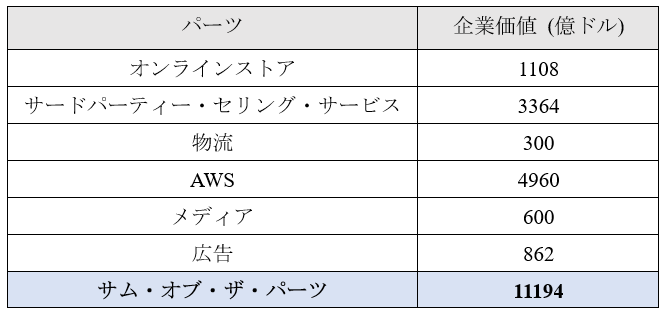 パーツ 企業価値 (億ドル)
オンラインストア 1108
サードパーティー・セリング・サービス 3364
物流 300
AWS 4960
メディア 600
広告 862
サム・オブ・ザ・パーツ 11194